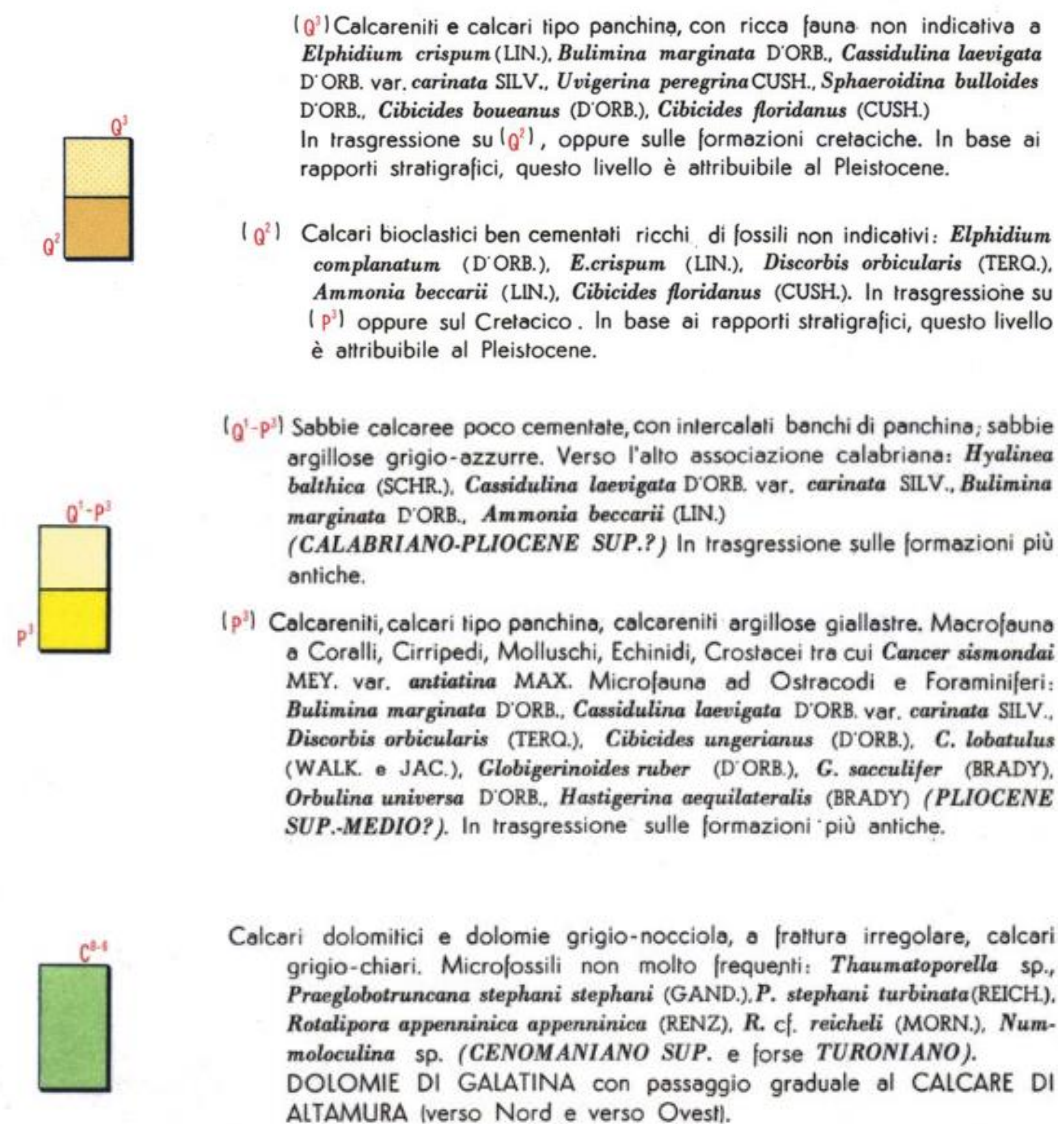 (Q³) Calcareniti e calcari tipo panchina, con ricca fauna non indicativa a
Elphidium crispum (LIN.), Bulimina marginata D'ORB., Cassidulina laevigata
D'ORB. var. carinata SILV., Uvigerina peregrina CUSH., Sphaeroidina bulloides
D'ORB., Cibicides boueanus (D'ORB.), Cibicides floridanus (CUSH.)
In trasgressione su (Q²), oppure sulle formazioni cretaciche. In base ai
rapporti stratigrafici, questo livello è attribuibile al Pleistocene.
Q³
Q²
(Q²) Calcari bioclastici ben cementati ricchi di fossili non indicativi: Elphidium
complanatum (D'ORB.), E.crispum (LIN.), Discorbis orbicularis (TERQ.),
Ammonia beccarii (LIN.), Cibicides floridanus (CUSH.). In trasgressione su
(P³) oppure sul Cretacico. In base ai rapporti stratigrafici, questo livello
è attribuibile al Pleistocene.
(Q¹-P³) Sabbie calcaree poco cementate, con intercalati banchi di panchina; sabbie
argillose grigio-azzurre. Verso l'alto associazione calabriana: Hyalinea
balthica (SCHR.), Cassidulina laevigata D'ORB. var. carinata SILV., Bulimina
marginata D'ORB., Ammonia beccarii (LIN.)
(CALABRIANO-PLIOCENE SUP.?) In trasgressione sulle formazioni più
antiche.
Q¹-P³
P³
(P³) Calcareniti, calcari tipo panchina, calcareniti argillose giallastre. Macrofauna
a Coralli, Cirripedi, Molluschi, Echinidi, Crostacei tra cui Cancer sismondai
MEY. var. antiatina MAX. Microfauna ad Ostracodi e Foraminiferi:
Bulimina marginata D'ORB., Cassidulina laevigata D'ORB. var. carinata SILV.,
Discorbis orbicularis (TERQ.), Cibicides ungerianus (D'ORB.), C. lobatulus
(WALK. e JAC.), Globigerinoides ruber (D'ORB.), G. sacculifer (BRADY),
Orbulina universa D'ORB., Hastigerina aequilateralis (BRADY) (PLIOCENE
SUP.-MEDIO?). In trasgressione sulle formazioni più antiche.
C⁸⁻⁶
Calcari dolomitici e dolomie grigio-nocciola, a frattura irregolare, calcari
grigio-chiari. Microfossili non molto frequenti: Thaumatoporella sp.,
Praeglobotruncana stephani stephani (GAND.), P. stephani turbinata (REICH.),
Rotalipora appenninica appenninica (RENZ), R. cf. reicheli (MORN.), Num-
moloculina sp. (CENOMANIANO SUP. e forse TURONIANO).
DOLOMIE DI GALATINA con passaggio graduale al CALCARE DI
ALTAMURA (verso Nord e verso Ovest).